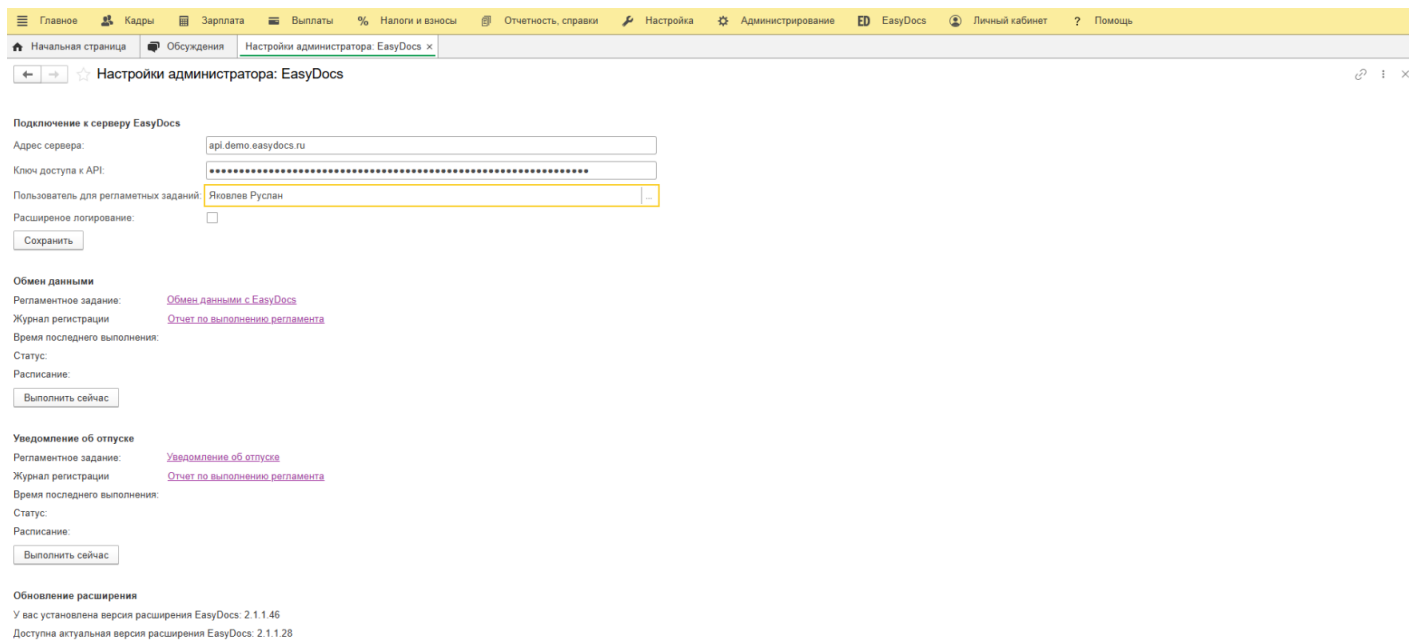 Главное Кадры Зарплата Выплаты % Налоги и взносы Отчетность, справки Настройка Администрирование ED EasyDocs Личный кабинет ? Помощь
Начальная страница Обсуждения Настройки администратора: EasyDocs ×
Настройки администратора: EasyDocs
Подключение к серверу EasyDocs
Адрес сервера: api.demo.easydocs.ru
Ключ доступа к API:
Пользователь для регламетных заданий: Яковлев Руслан ...
Расширеное логирование:
Сохранить
Обмен данными
Регламентное задание: Обмен данными с EasyDocs
Журнал регистрации Отчет по выполнению регламента
Время последнего выполнения:
Статус:
Расписание:
Выполнить сейчас
Уведомление об отпуске
Регламентное задание: Уведомление об отпуске
Журнал регистрации Отчет по выполнению регламента
Время последнего выполнения:
Статус:
Расписание:
Выполнить сейчас
Обновление расширения
У вас установлена версия расширения EasyDocs: 2.1.1.46
Доступна актуальная версия расширения EasyDocs: 2.1.1.28